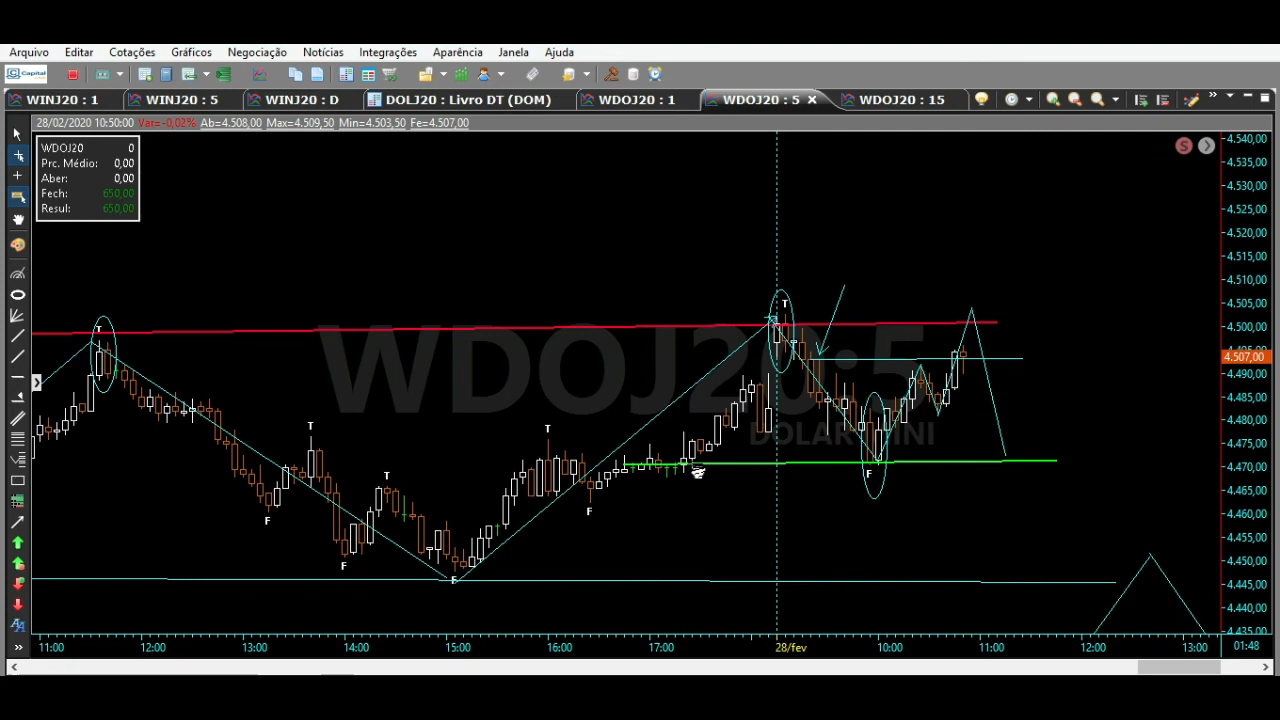 Arquivo Editar Cotações Gráficos Negociação Notícias Integrações Aparência Janela Ajuda
Capital
WINJ20 : 1 WINJ20 : 5 WINJ20 : D DOLJ20 : Livro DT (DOM) WDOJ20 : 1 WDOJ20 : 5 WDOJ20 : 15
28/02/2020 10:50:00 Var=-0,02% Ab=4.508,00 Max=4.509,50 Min=4.503,50 Fe=4.507,00
WDOJ20 0
Prc. Médio: 0,00
Aber: 0,00
Fech: 650,00
Resul: 650,00
S
4.540,00
4.535,00
4.530,00
4.525,00
4.520,00
4.515,00
4.510,00
4.505,00
4.500,00
4.507,00
4.490,00
4.485,00
4.480,00
4.475,00
4.470,00
4.465,00
4.460,00
4.455,00
4.450,00
4.445,00
4.440,00
4.435,00
WDOJ20:5
DOLAR MINI
T
T
T
T
T
F
F
F
F
F
11:00 12:00 13:00 14:00 15:00 16:00 17:00 28/fev 10:00 11:00 12:00 13:00 01:48